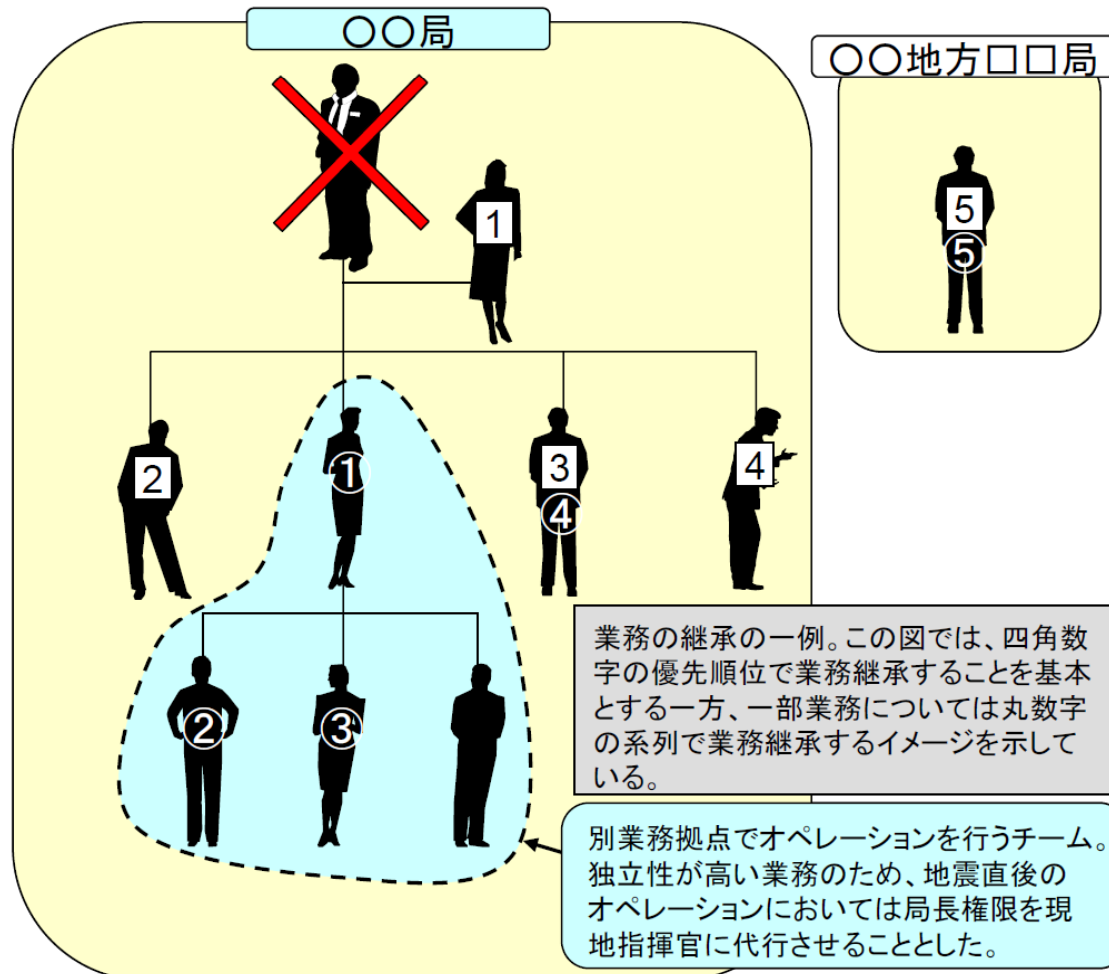 〇〇局
〇〇地方□□局
1
5
⑤
2
①
3
④
4
②
③
業務の継承の一例。この図では、四角数
字の優先順位で業務継承することを基本
とする一方、一部業務については丸数字
の系列で業務継承するイメージを示して
いる。
別業務拠点でオペレーションを行うチーム。
独立性が高い業務のため、地震直後の
オペレーションにおいては局長権限を現
地指揮官に代行させることとした。